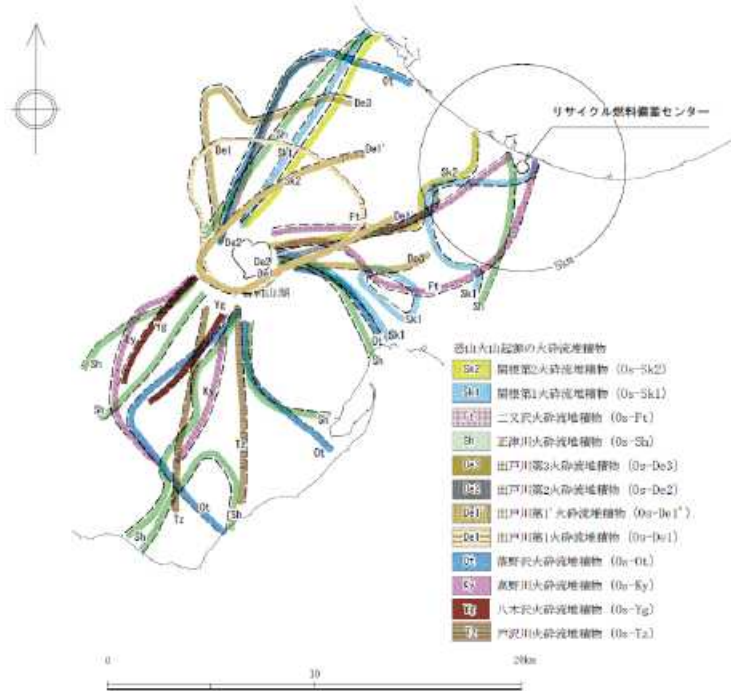 Ot
De3
Sh
Sk1
De1
De1'
Sk2
リサイクル燃料備蓄センター
Sk2
Ft
De1'
De2
De2
De1
De3
5km
Ft
Sk1
Sh
Sk1
Sk1
Ot
Sh
Yg
Yg
Ky
Sh
Ky
Sh
Tz
Sh
Ot
Tz
Ot
Sh
Sh
恐山火山起源の火砕流堆積物
Sk2 関根第2火砕流堆積物 (Os-Sk2)
Sk1 関根第1火砕流堆積物 (Os-Sk1)
Ft 二又沢火砕流堆積物 (Os-Ft)
Sh 正津川火砕流堆積物 (Os-Sh)
De3 出戸川第3火砕流堆積物 (Os-De3)
De2 出戸川第2火砕流堆積物 (Os-De2)
De1' 出戸川第1'火砕流堆積物 (Os-De1')
De1 出戸川第1火砕流堆積物 (Os-De1)
Ot 落野沢火砕流堆積物 (Os-Ot)
Ky 高野川火砕流堆積物 (Os-Ky)
Yg 八木沢火砕流堆積物 (Os-Yg)
Tz 戸沢川火砕流堆積物 (Os-Tz)
0 10 20km